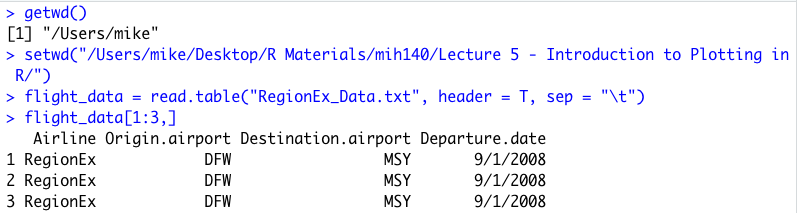 > getwd()
[1] "/Users/mike"
> setwd("/Users/mike/Desktop/R Materials/mih140/Lecture 5 - Introduction to Plotting in
 R/")
> flight_data = read.table("RegionEx_Data.txt", header = T, sep = "\t")
> flight_data[1:3,]
   Airline Origin.airport Destination.airport Departure.date
1 RegionEx            DFW                 MSY       9/1/2008
2 RegionEx            DFW                 MSY       9/1/2008
3 RegionEx            DFW                 MSY       9/1/2008